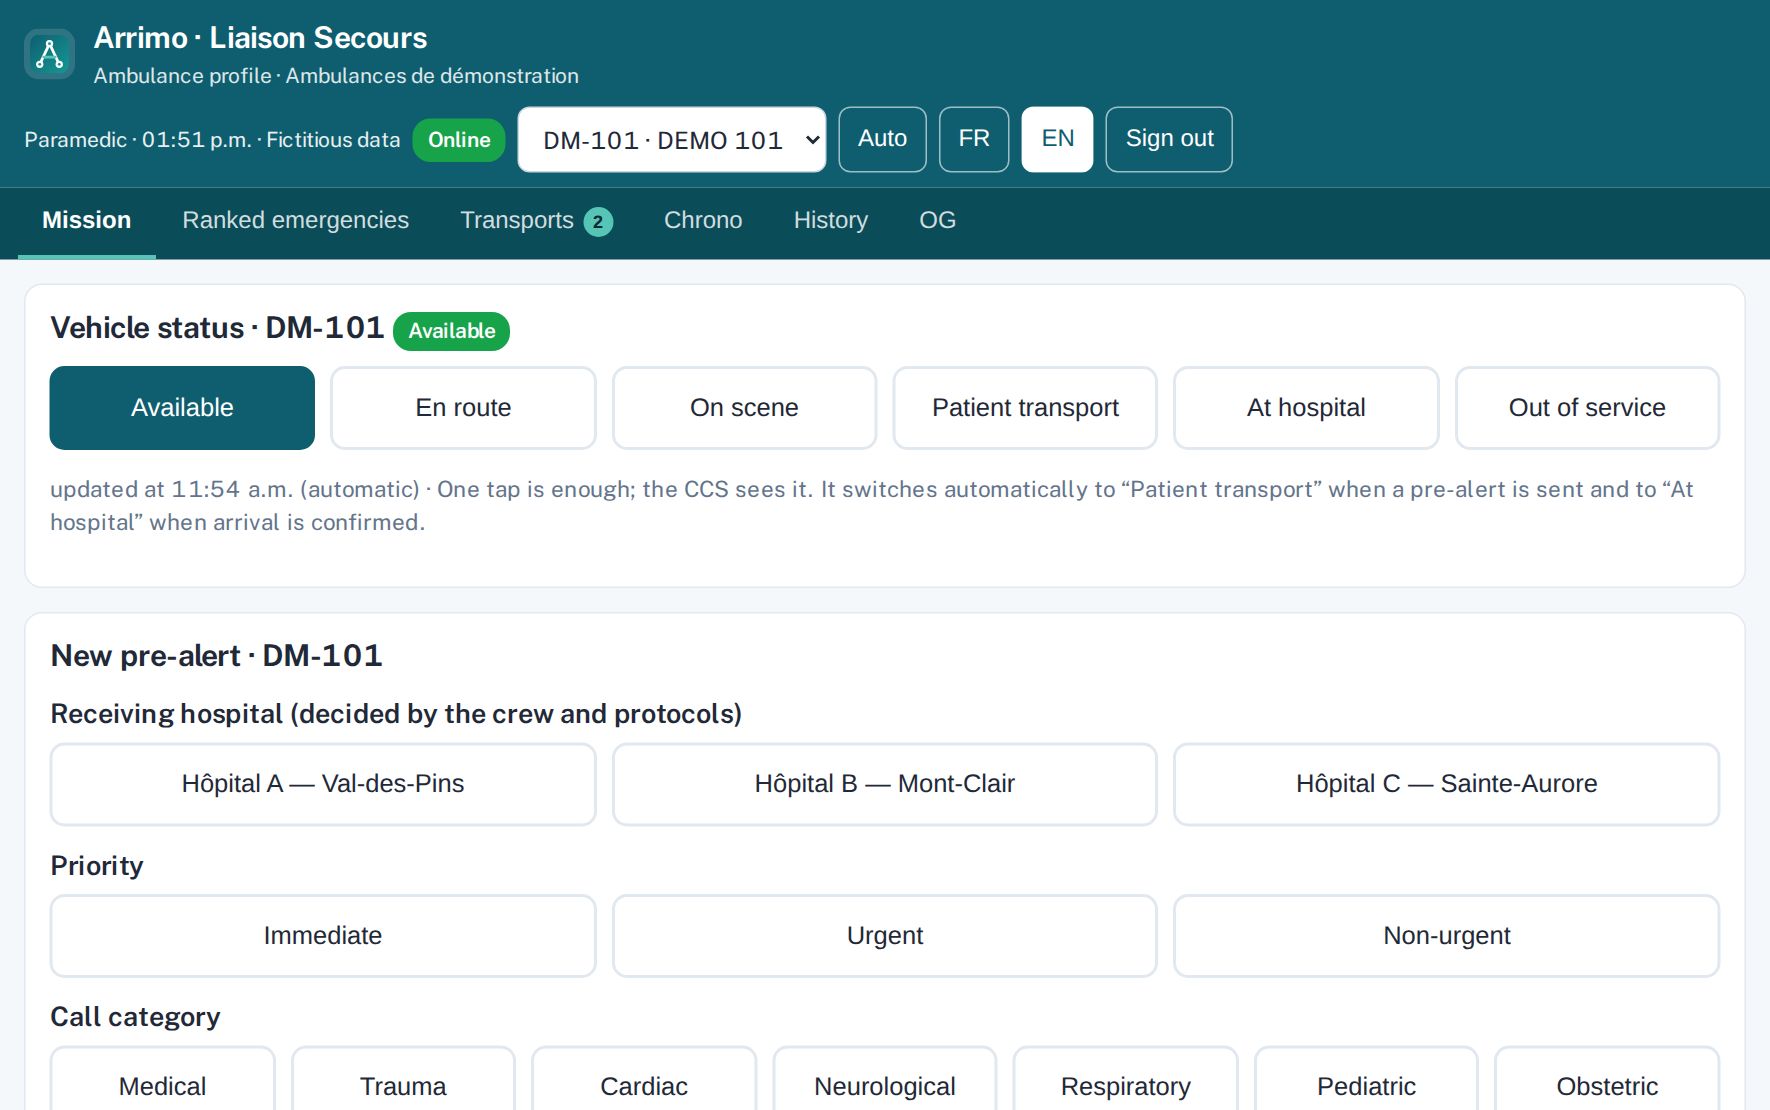 Arrimo · Liaison Secours
Ambulance profile · Ambulances de démonstration
Paramedic · 01:51 p.m. · Fictitious data Online DM-101 · DEMO 101 Auto FR EN Sign out
Mission Ranked emergencies Transports 2 Chrono History OG
Vehicle status · DM-101 Available
Available En route On scene Patient transport At hospital Out of service
updated at 11:54 a.m. (automatic) · One tap is enough; the CCS sees it. It switches automatically to “Patient transport” when a pre-alert is sent and to “At
hospital” when arrival is confirmed.
New pre-alert · DM-101
Receiving hospital (decided by the crew and protocols)
Hôpital A — Val-des-Pins Hôpital B — Mont-Clair Hôpital C — Sainte-Aurore
Priority
Immediate Urgent Non-urgent
Call category
Medical Trauma Cardiac Neurological Respiratory Pediatric Obstetric